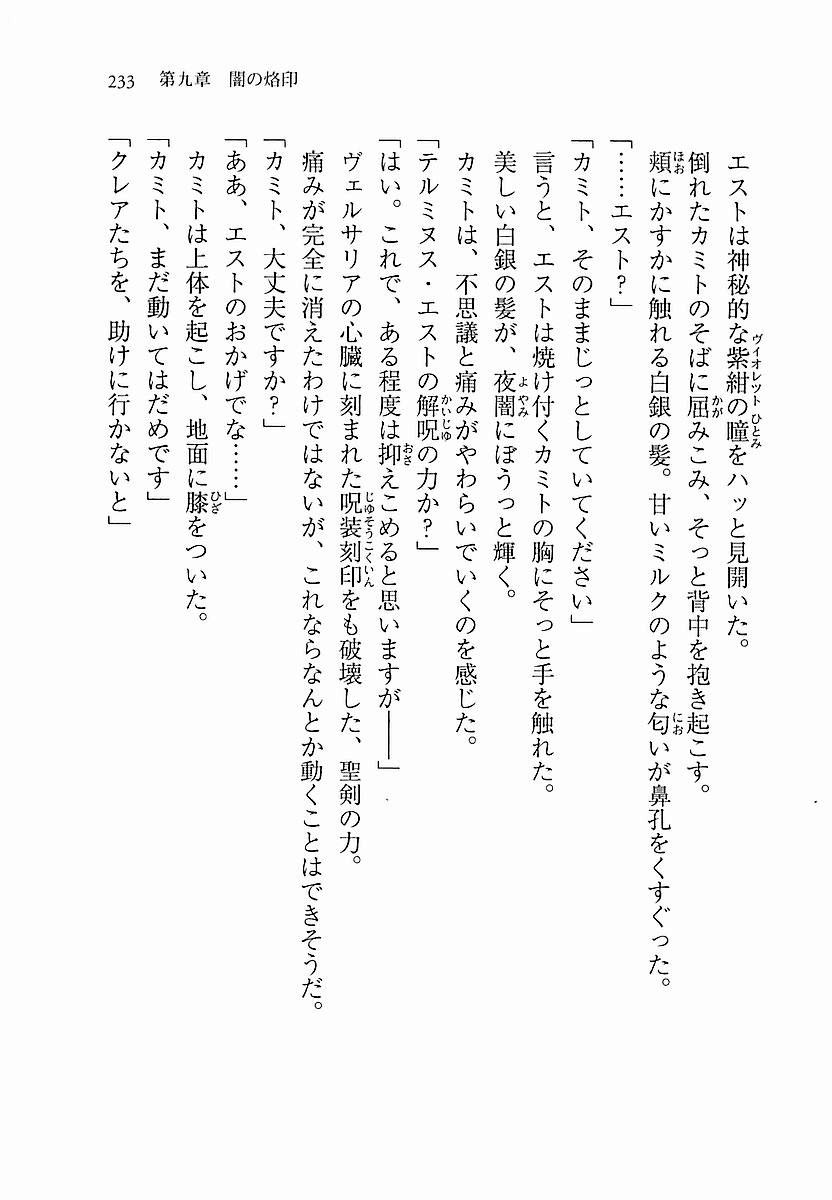 233　第九章　闇の烙印
エストは神秘的な紫紺の瞳をハッと見開いた。
倒れたカミトのそばに屈みこみ、そっと背中を抱き起こす。
頬にかすかに触れる白銀の髪。甘いミルクのような匂いが鼻孔をくすぐった。
「……エスト？」
「カミト、そのままじっとしていてください」
言うと、エストは焼け付くカミトの胸にそっと手を触れた。
美しい白銀の髪が、夜闇にぼうっと輝く。
カミトは、不思議と痛みがやわらいでいくのを感じた。
「テルミヌス・エストの解呪の力か？」
「はい。これで、ある程度は抑えこめると思いますが――」
ヴェルサリアの心臓に刻まれた呪装刻印をも破壊した、聖剣の力。
痛みが完全に消えたわけではないが、これならなんとか動くことはできそうだ。
「カミト、大丈夫ですか？」
「ああ、エストのおかげでな……」
カミトは上体を起こし、地面に膝をついた。
「カミト、まだ動いてはだめです」
「クレアたちを、助けに行かないと」